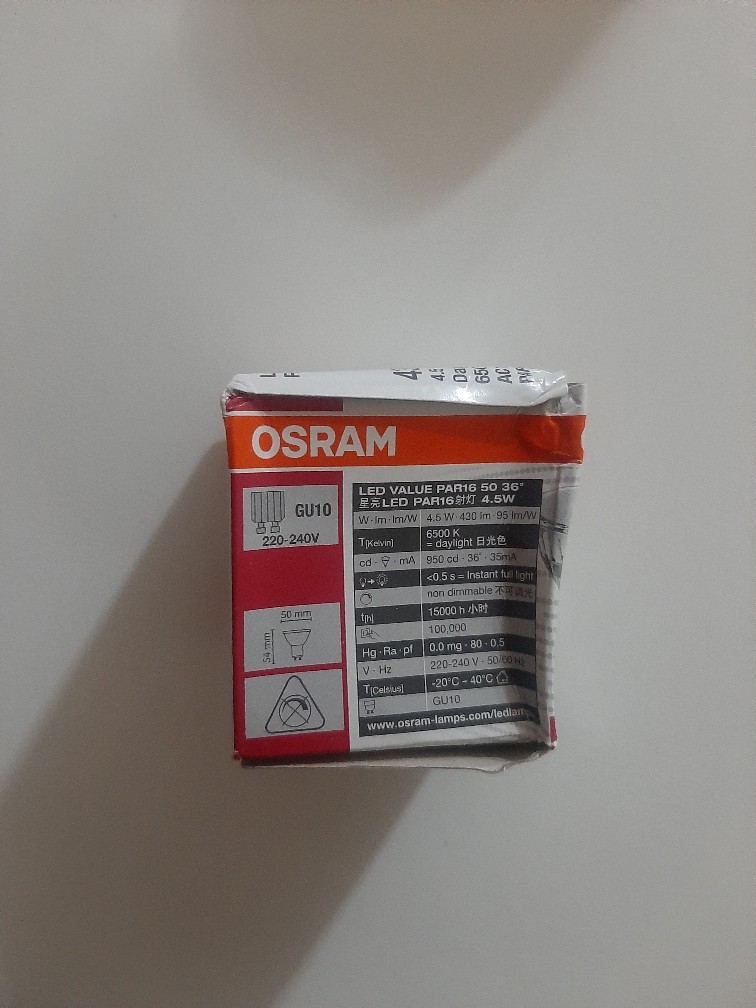 OSRAM
GU10
220-240V
50 mm
54 mm
LED VALUE PAR16 50 36°
星亮LED PAR16射灯 4.5W
W · lm · lm/W 4.5 W · 430 lm · 95 lm/W
T[Kelvin] 6500 K
= daylight 日光色
cd · mA 950 cd · 36° · 35mA
<0.5 s = Instant full light
non dimmable 不可调光
t[h] 15000 h 小时
100,000
Hg · Ra · pf 0.0 mg · 80 · 0.5
V · Hz 220-240 V · 50/60 Hz
T[Celsius] -20°C ~ 40°C
GU10
www.osram-lamps.com/ledlamps